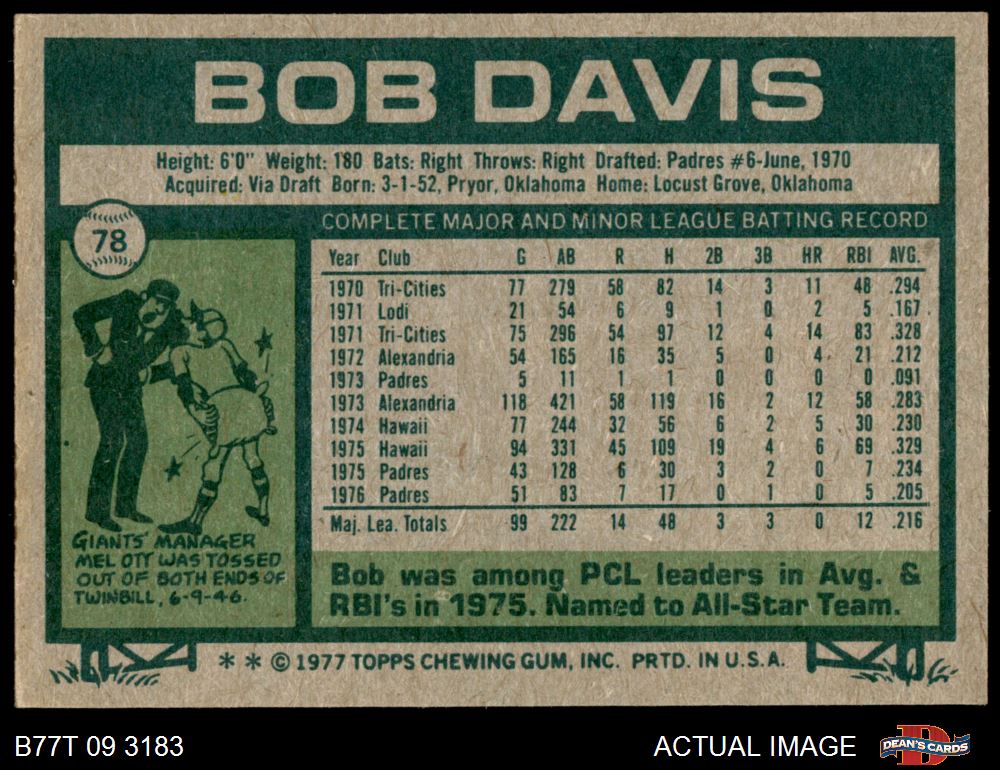 BOB DAVIS
Height: 6'0" Weight: 180 Bats: Right Throws: Right Drafted: Padres #6-June, 1970
Acquired: Via Draft Born: 3-1-52, Pryor, Oklahoma Home: Locust Grove, Oklahoma
78
COMPLETE MAJOR AND MINOR LEAGUE BATTING RECORD
Year Club G AB R H 2B 3B HR RBI AVG.
1970 Tri-Cities 77 279 58 82 14 3 11 48 .294
1971 Lodi 21 54 6 9 1 0 2 5 .167
1971 Tri-Cities 75 296 54 97 12 4 14 83 .328
1972 Alexandria 54 165 16 35 5 0 4 21 .212
1973 Padres 5 11 1 1 0 0 0 0 .091
1973 Alexandria 118 421 58 119 16 2 12 58 .283
1974 Hawaii 77 244 32 56 6 2 5 30 .230
1975 Hawaii 94 331 45 109 19 4 6 69 .329
1975 Padres 43 128 6 30 3 2 0 7 .234
1976 Padres 51 83 7 17 0 1 0 5 .205
Maj. Lea. Totals 99 222 14 48 3 3 0 12 .216
GIANTS' MANAGER
MEL OTT WAS TOSSED
OUT OF BOTH ENDS OF
TWINBILL, 6-9-46.
Bob was among PCL leaders in Avg. &
RBI's in 1975. Named to All-Star Team.
* * © 1977 TOPPS CHEWING GUM, INC. PRTD. IN U.S.A.
B77T 09 3183
ACTUAL IMAGE
DEAN'S CARDS